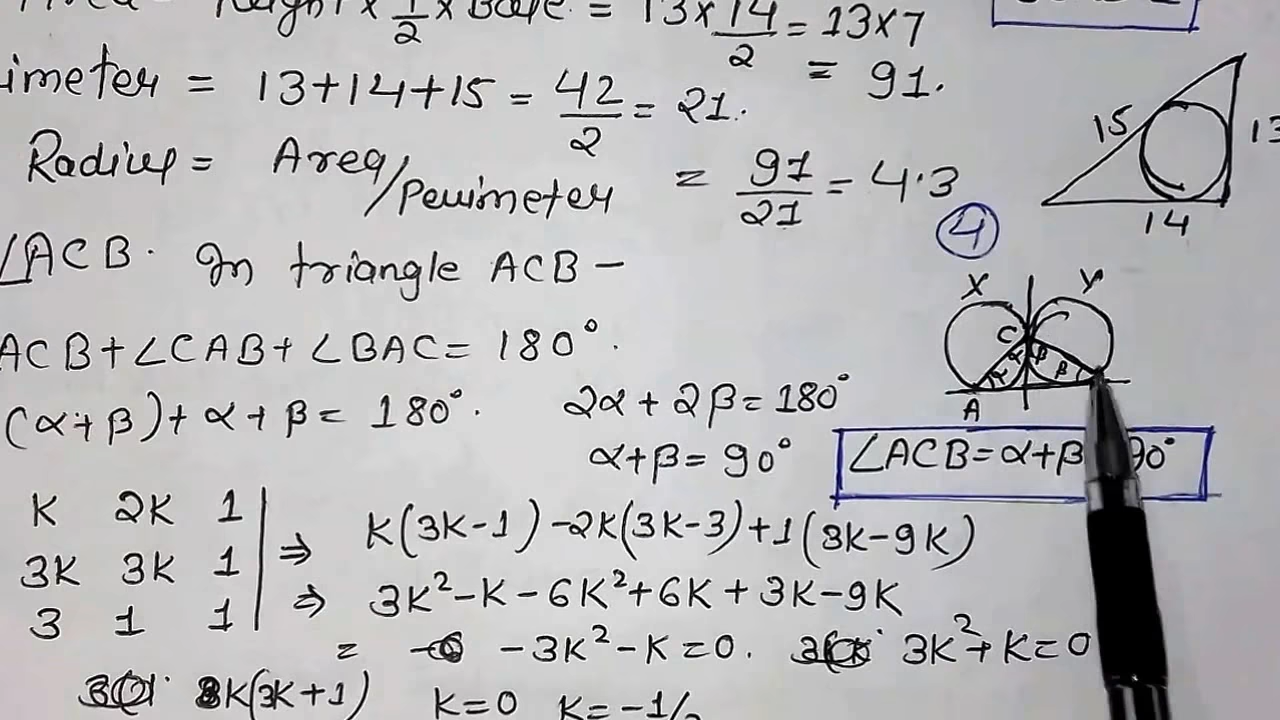 Height × 1/2 × Base = 13 × 14/2 = 13×7
= 91.
imeter = 13+14+15 = 42/2 = 21.
15
13
14
Radius = Area/Perimeter = 91/21 = 4.3
4
∠ACB. In triangle ACB –
X Y
C
α β
α β
A
ACB + ∠CAB + ∠BAC = 180°.
(α+β) + α + β = 180°. 2α + 2β = 180°
α+β = 90°
∠ACB = α+β 90°
K 2K 1
3K 3K 1
3 1 1
⇒ K(3K-1) -2K(3K-3) +1(3K-9K)
⇒ 3K² - K - 6K² + 6K + 3K - 9K
= -3K² - K = 0. 3K² + K = 0
K(3K+1) K=0 K=-1/